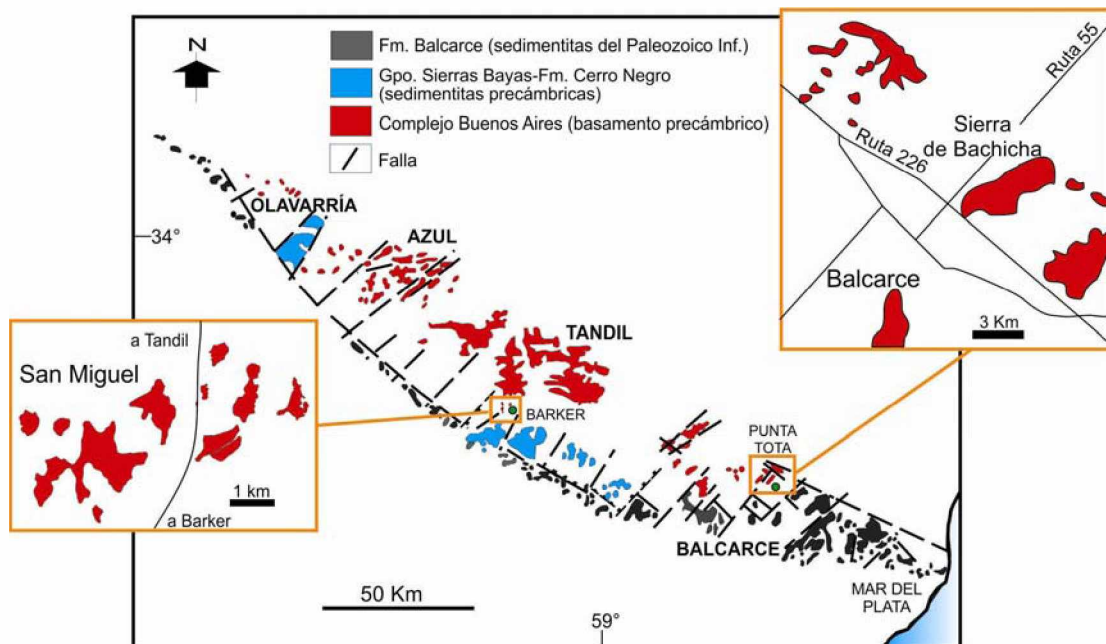 N
Fm. Balcarce (sedimentitas del Paleozoico Inf.)
Gpo. Sierras Bayas-Fm. Cerro Negro
(sedimentitas precámbricas)
Complejo Buenos Aires (basamento precámbrico)
Falla
Ruta 55
Sierra
de Bachicha
Ruta 226
Balcarce
3 Km
OLAVARRÍA
34°
AZUL
TANDIL
a Tandil
San Miguel
1 km
a Barker
BARKER
PUNTA
TOTA
BALCARCE
MAR DEL
PLATA
50 Km
59°